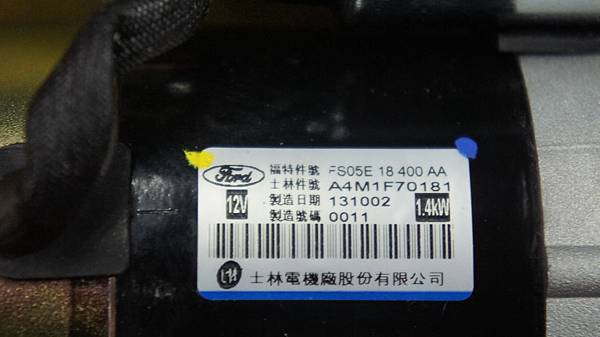 Ford
福特件號 FS05E 18 400 AA
士林件號 A4M1F70181
12V 製造日期 131002 1.4kW
製造號碼 0011
士林電機廠股份有限公司